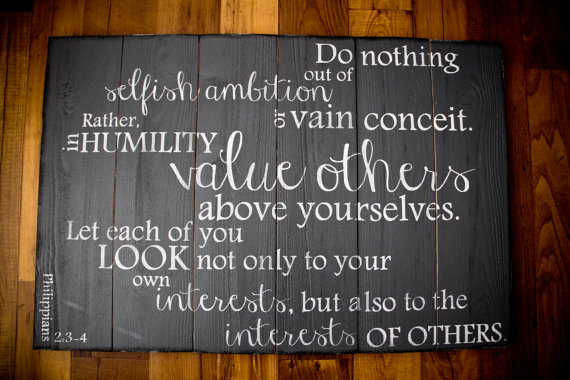 Do nothing
out of
selfish ambition
or vain conceit.
Rather,
in HUMILITY
value others
above yourselves.
Let each of you
LOOK not only to your
own
interests, but also to the
interests OF OTHERS.
Philippians
2:3-4